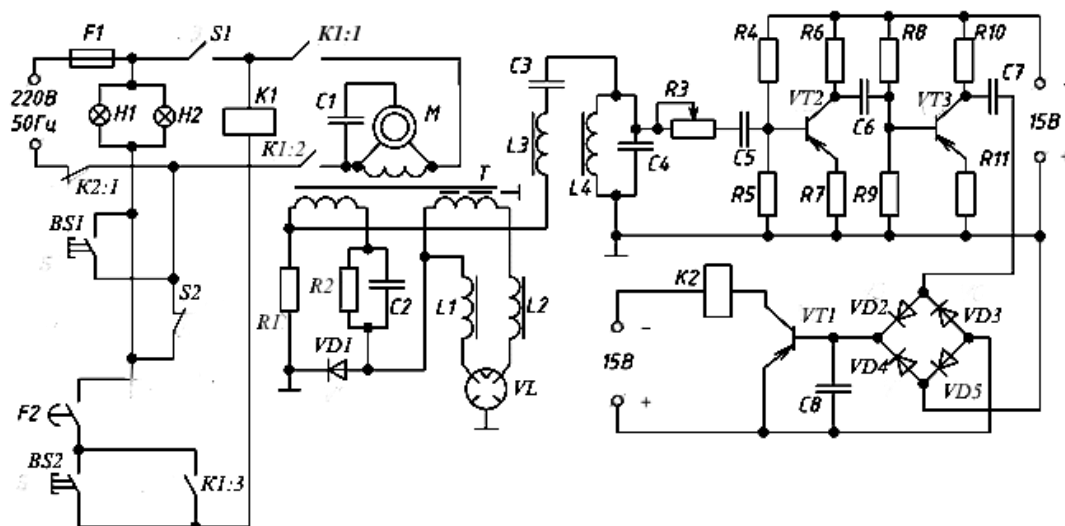 F1
S1
K1:1
220В
50Гц
H1
H2
K1
C1
M
K1:2
K2:1
BS1
S2
F2
BS2
K1:3
T
R1
R2
C2
VD1
L1
L2
VL
C3
L3
L4
C4
R3
C5
R4
R5
R6
VT2
C6
R7
R8
R9
VT3
R10
C7
R11
15В
+
K2
−
15В
+
VT1
C8
VD2
VD3
VD4
VD5